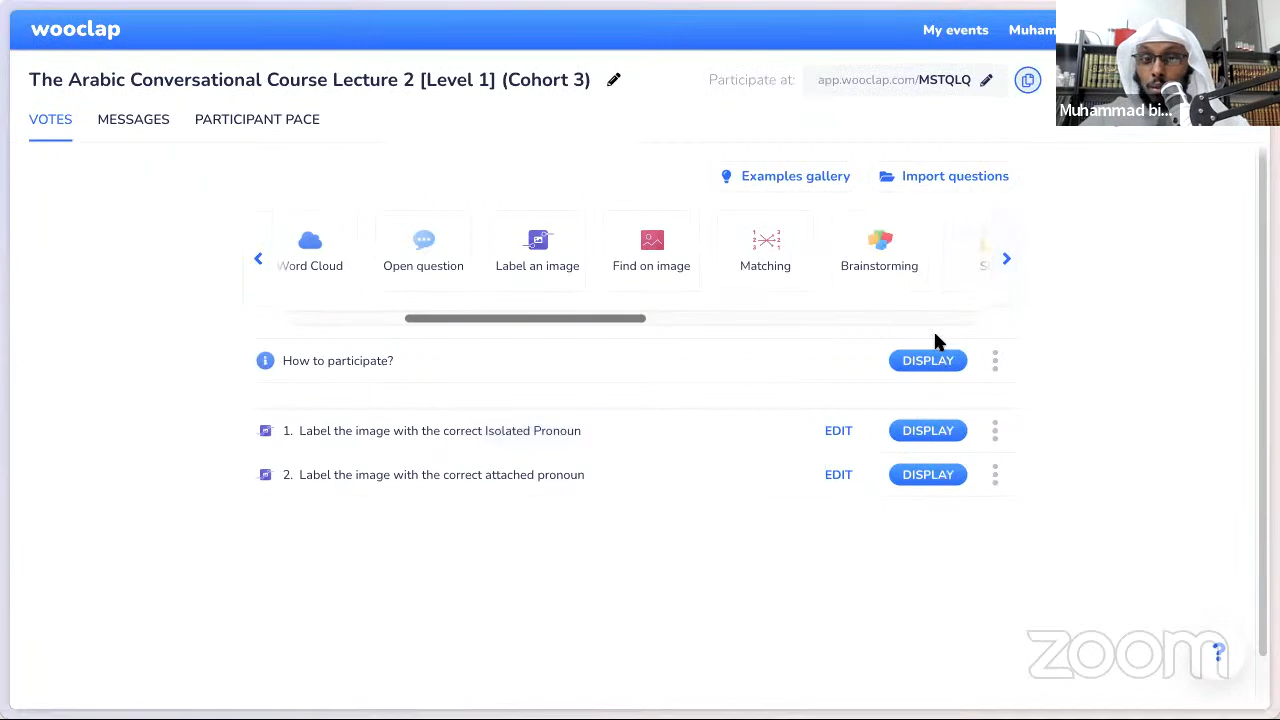 wooclap
My events Muham
The Arabic Conversational Course Lecture 2 [Level 1] (Cohort 3)
Participate at: app.wooclap.com/MSTQLQ
Muhammad bi...
VOTES MESSAGES PARTICIPANT PACE
Examples gallery Import questions
Word Cloud Open question Label an image Find on image Matching Brainstorming
How to participate? DISPLAY
1. Label the image with the correct Isolated Pronoun EDIT DISPLAY
2. Label the image with the correct attached pronoun EDIT DISPLAY
zoom
?